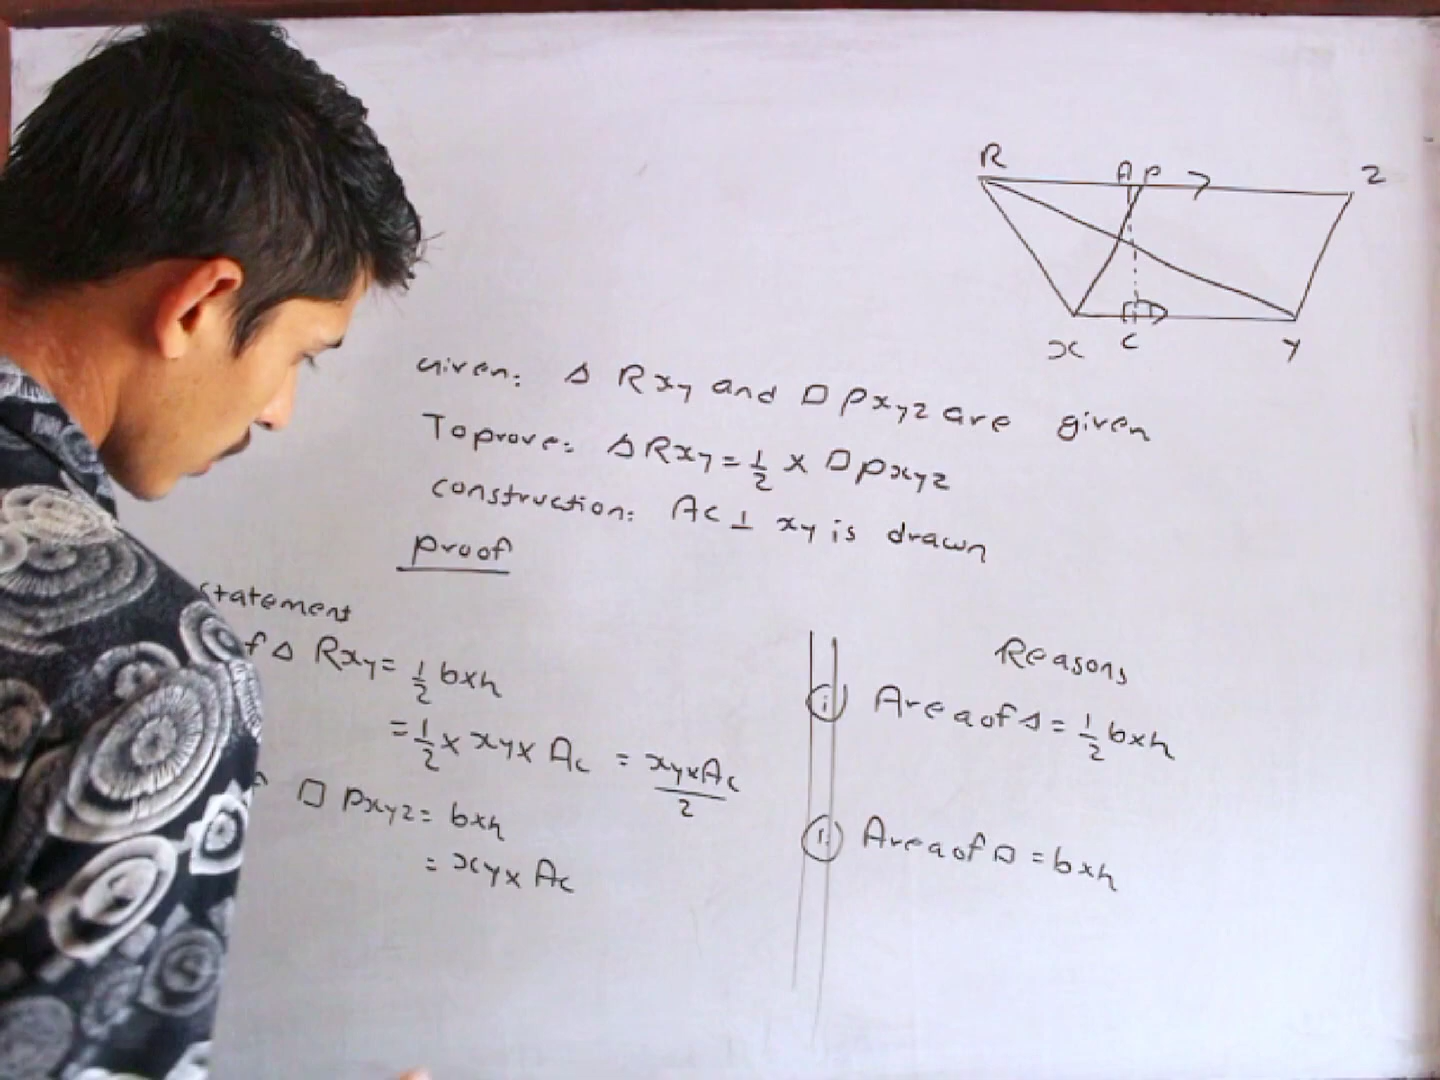 R A P Z
X C Y
Given: Δ Rxy and ▱ Pxyz are given
To prove: Δ Rxy = 1/2 × ▱ pxyz
construction: AC ⊥ xy is drawn
Proof
statement
f Δ Rxy = 1/2 b×h
= 1/2 × xy × Ac = xy×Ac/2
▱ Pxyz = b×h
= xy × Ac
Reasons
(i) Area of Δ = 1/2 b×h
Area of ▱ = b×h